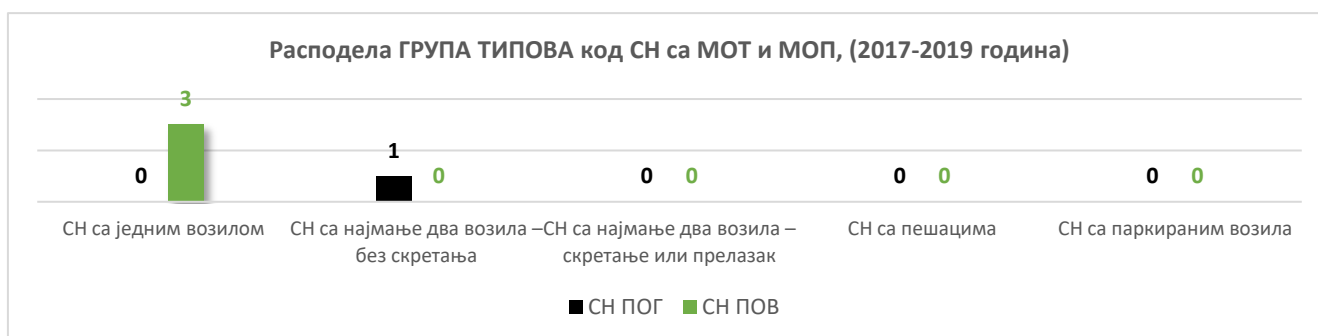 Расподела ГРУПА ТИПОВА код СН са МОТ и МОП, (2017-2019 година)
3
0
1
0
0
0
0
0
0
0
СН са једним возилом
СН са најмање два возила –
без скретања
СН са најмање два возила –
скретање или прелазак
СН са пешацима
СН са паркираним возила
СН ПОГ
СН ПОВ